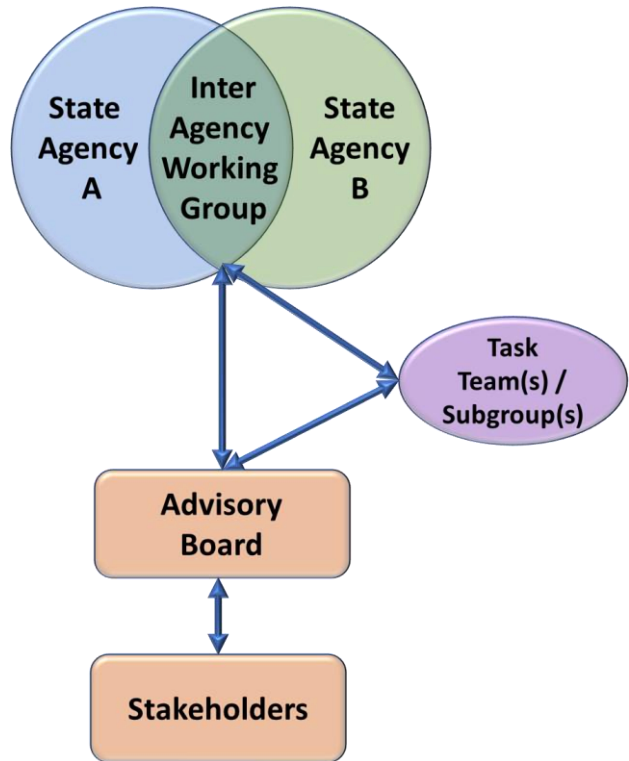 State
Agency
A
Inter
Agency
Working
Group
State
Agency
B
Task
Team(s) /
Subgroup(s)
Advisory
Board
Stakeholders